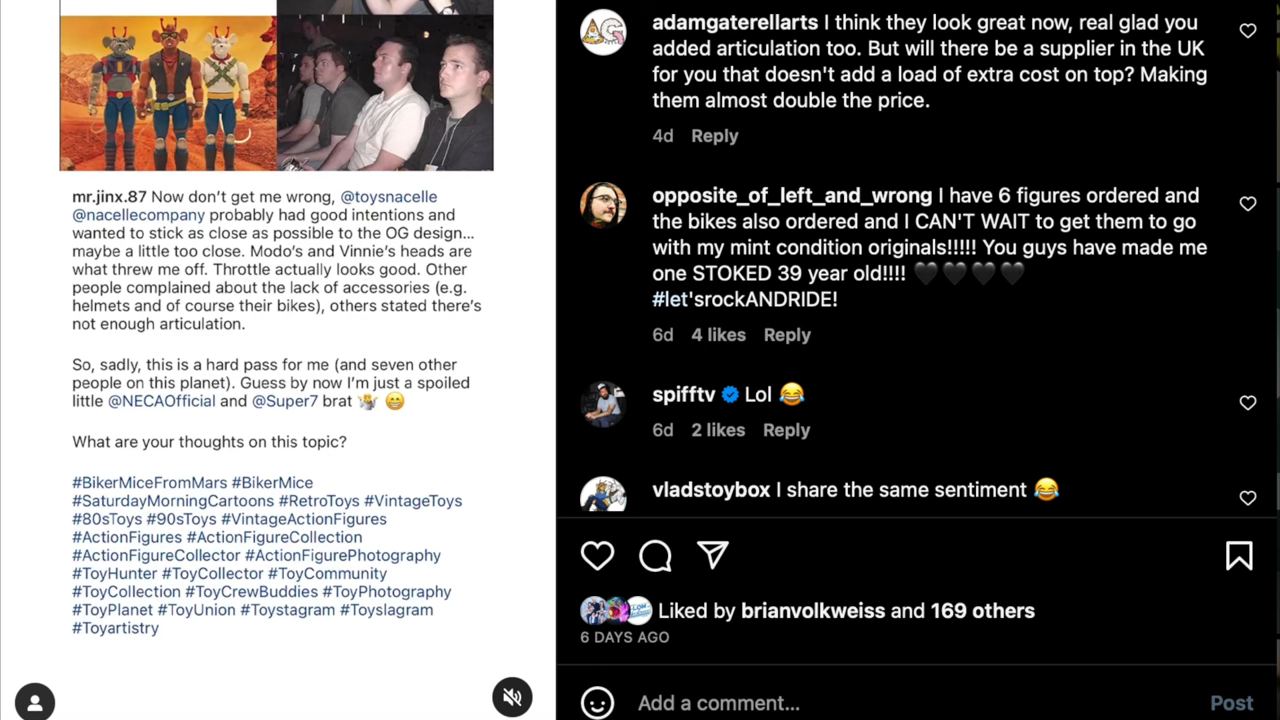 mr.jinx.87 Now don't get me wrong, @toysnacelle
@nacellecompany probably had good intentions and
wanted to stick as close as possible to the OG design...
maybe a little too close. Modo's and Vinnie's heads are
what threw me off. Throttle actually looks good. Other
people complained about the lack of accessories (e.g.
helmets and of course their bikes), others stated there's
not enough articulation.
So, sadly, this is a hard pass for me (and seven other
people on this planet). Guess by now I'm just a spoiled
little @NECAOfficial and @Super7 brat 🤷 😁
What are your thoughts on this topic?
#BikerMiceFromMars #BikerMice
#SaturdayMorningCartoons #RetroToys #VintageToys
#80sToys #90sToys #VintageActionFigures
#ActionFigures #ActionFigureCollection
#ActionFigureCollector #ActionFigurePhotography
#ToyHunter #ToyCollector #ToyCommunity
#ToyCollection #ToyCrewBuddies #ToyPhotography
#ToyPlanet #ToyUnion #Toystagram #Toyslagram
#Toyartistry
AG
adamgaterellarts I think they look great now, real glad you
added articulation too. But will there be a supplier in the UK
for you that doesn't add a load of extra cost on top? Making
them almost double the price.
4d Reply
opposite_of_left_and_wrong I have 6 figures ordered and
the bikes also ordered and I CAN'T WAIT to get them to go
with my mint condition originals!!!!! You guys have made me
one STOKED 39 year old!!!! 🖤🖤🖤🖤
#let'srockANDRIDE!
6d 4 likes Reply
spifftv Lol 😂
6d 2 likes Reply
vladstoybox I share the same sentiment 😂
Liked by brianvolkweiss and 169 others
6 DAYS AGO
Add a comment... Post